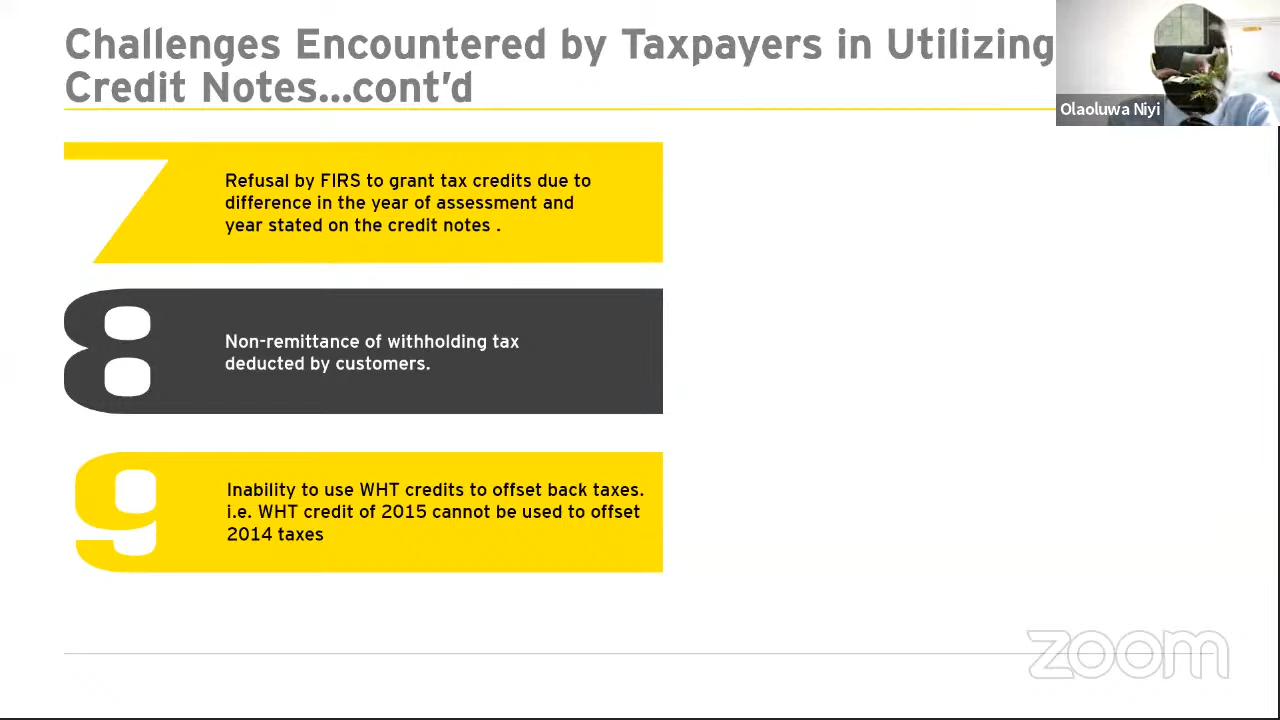 Challenges Encountered by Taxpayers in Utilizing
Credit Notes...cont'd
Olaoluwa Niyi
7
Refusal by FIRS to grant tax credits due to
difference in the year of assessment and
year stated on the credit notes .
8
Non-remittance of withholding tax
deducted by customers.
9
Inability to use WHT credits to offset back taxes.
i.e. WHT credit of 2015 cannot be used to offset
2014 taxes
zoom